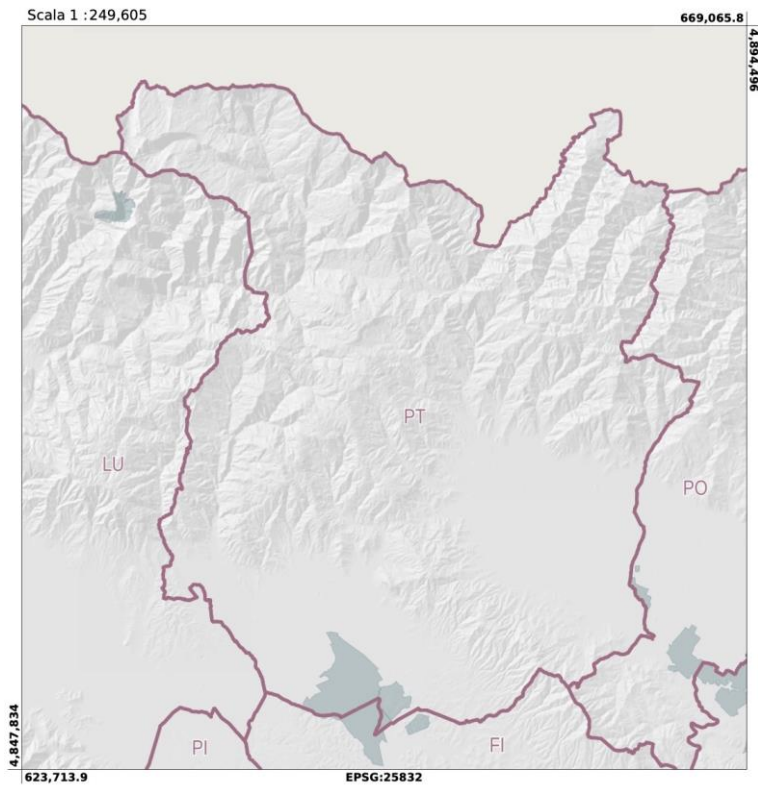 Scala 1 :249,605
669,065.8
4,894,496
PT
LU
PO
PI
FI
4,847,834
623,713.9
EPSG:25832